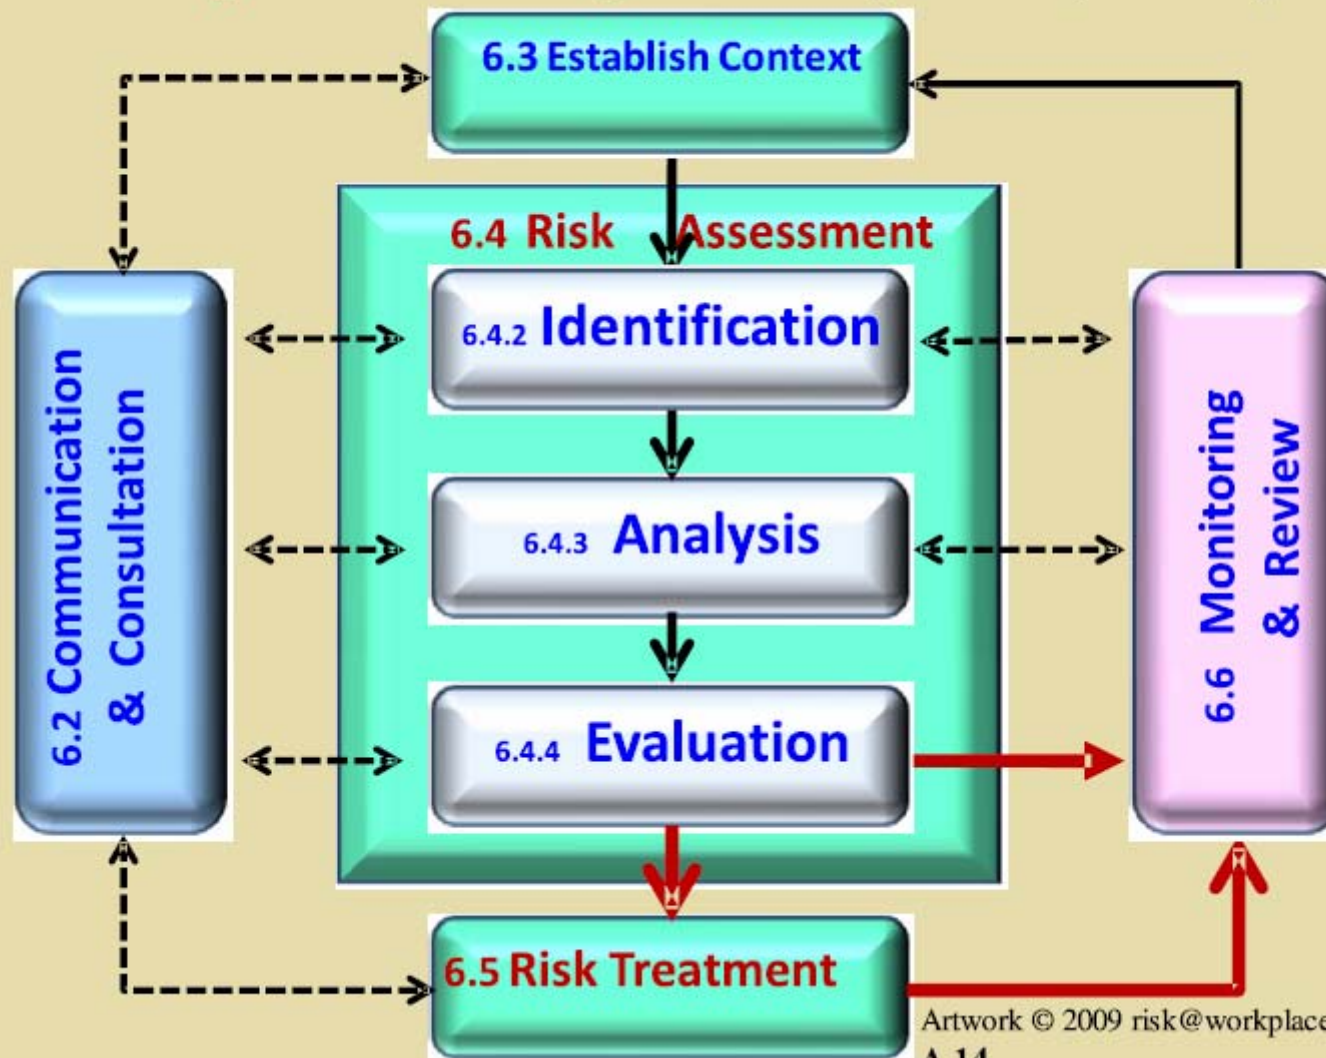 6.3 Establish Context
6.4 Risk Assessment
6.4.2 Identification
6.4.3 Analysis
6.4.4 Evaluation
6.2 Communication
& Consultation
6.6 Monitoring
& Review
6.5 Risk Treatment
Artwork © 2009 risk@workplace
A-14